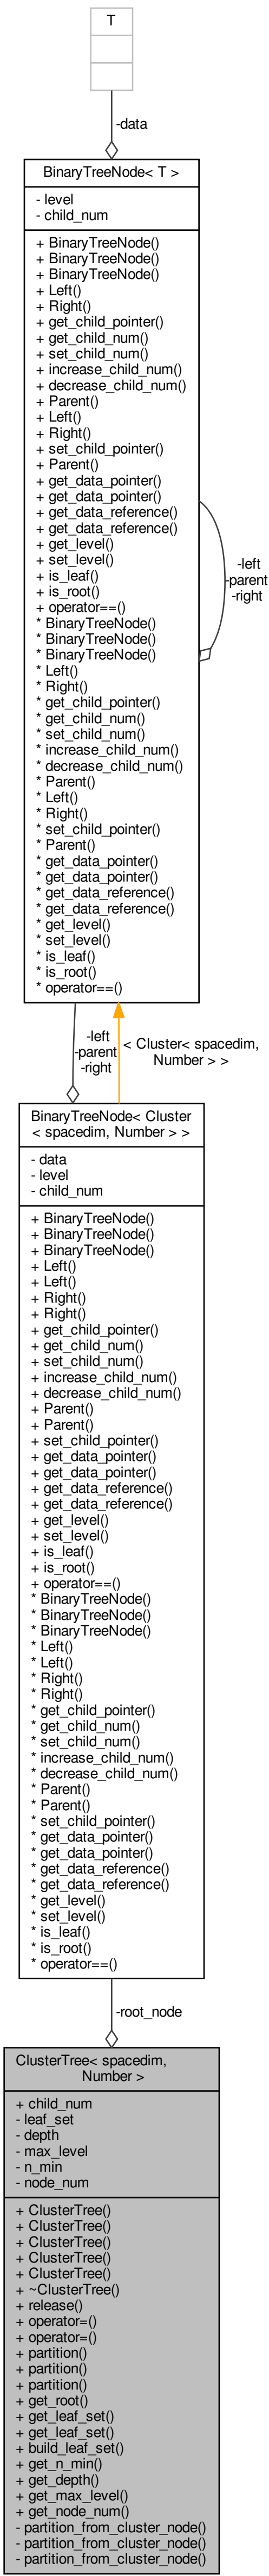 T
-data
BinaryTreeNode< T >
- level
- child_num
+ BinaryTreeNode()
+ BinaryTreeNode()
+ BinaryTreeNode()
+ Left()
+ Right()
+ get_child_pointer()
+ get_child_num()
+ set_child_num()
+ increase_child_num()
+ decrease_child_num()
+ Parent()
+ Left()
+ Right()
+ set_child_pointer()
+ Parent()
+ get_data_pointer()
+ get_data_pointer()
+ get_data_reference()
+ get_data_reference()
+ get_level()
+ set_level()
+ is_leaf()
+ is_root()
+ operator==()
* BinaryTreeNode()
* BinaryTreeNode()
* BinaryTreeNode()
* Left()
* Right()
* get_child_pointer()
* get_child_num()
* set_child_num()
* increase_child_num()
* decrease_child_num()
* Parent()
* Left()
* Right()
* set_child_pointer()
* Parent()
* get_data_pointer()
* get_data_pointer()
* get_data_reference()
* get_data_reference()
* get_level()
* set_level()
* is_leaf()
* is_root()
* operator==()
-left
-parent
-right
-left
-parent
-right
< Cluster< spacedim,
Number > >
BinaryTreeNode< Cluster
< spacedim, Number > >
- data
- level
- child_num
+ BinaryTreeNode()
+ BinaryTreeNode()
+ BinaryTreeNode()
+ Left()
+ Left()
+ Right()
+ Right()
+ get_child_pointer()
+ get_child_num()
+ set_child_num()
+ increase_child_num()
+ decrease_child_num()
+ Parent()
+ Parent()
+ set_child_pointer()
+ get_data_pointer()
+ get_data_pointer()
+ get_data_reference()
+ get_data_reference()
+ get_level()
+ set_level()
+ is_leaf()
+ is_root()
+ operator==()
* BinaryTreeNode()
* BinaryTreeNode()
* BinaryTreeNode()
* Left()
* Left()
* Right()
* Right()
* get_child_pointer()
* get_child_num()
* set_child_num()
* increase_child_num()
* decrease_child_num()
* Parent()
* Parent()
* set_child_pointer()
* get_data_pointer()
* get_data_pointer()
* get_data_reference()
* get_data_reference()
* get_level()
* set_level()
* is_leaf()
* is_root()
* operator==()
-root_node
ClusterTree< spacedim,
Number >
+ child_num
- leaf_set
- depth
- max_level
- n_min
- node_num
+ ClusterTree()
+ ClusterTree()
+ ClusterTree()
+ ClusterTree()
+ ClusterTree()
+ ~ClusterTree()
+ release()
+ operator=()
+ operator=()
+ partition()
+ partition()
+ partition()
+ get_root()
+ get_leaf_set()
+ get_leaf_set()
+ build_leaf_set()
+ get_n_min()
+ get_depth()
+ get_max_level()
+ get_node_num()
- partition_from_cluster_node()
- partition_from_cluster_node()
- partition_from_cluster_node()